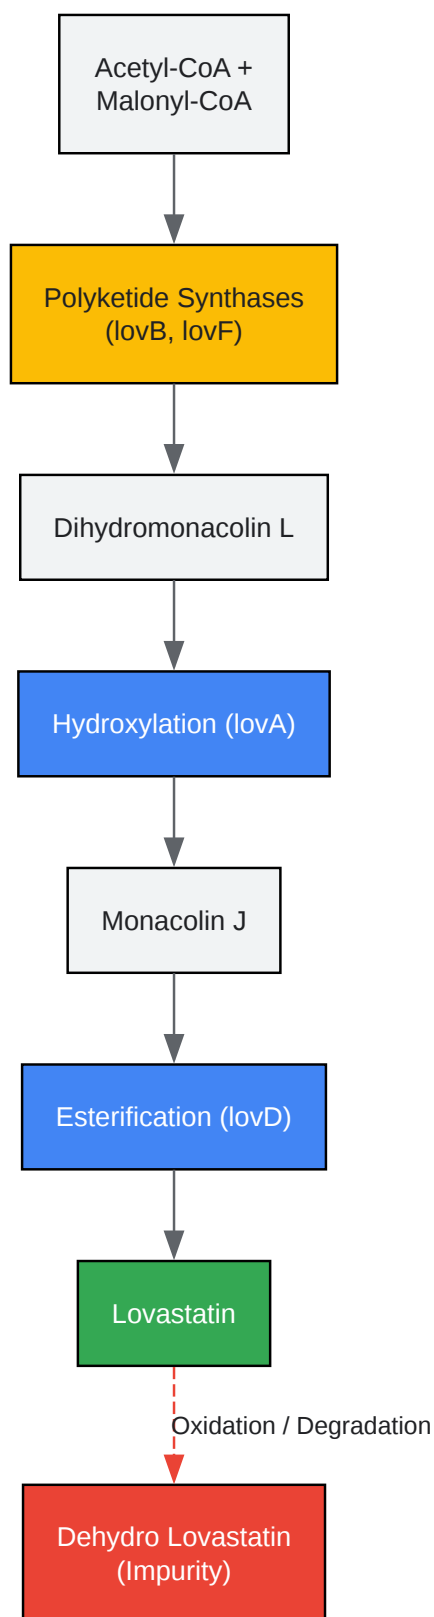 Acetyl-CoA +
Malonyl-CoA
Polyketide Synthases
(lovB, lovF)
Dihydromonacolin L
Hydroxylation (lovA)
Monacolin J
Esterification (lovD)
Lovastatin
Oxidation / Degradation
Dehydro Lovastatin
(Impurity)